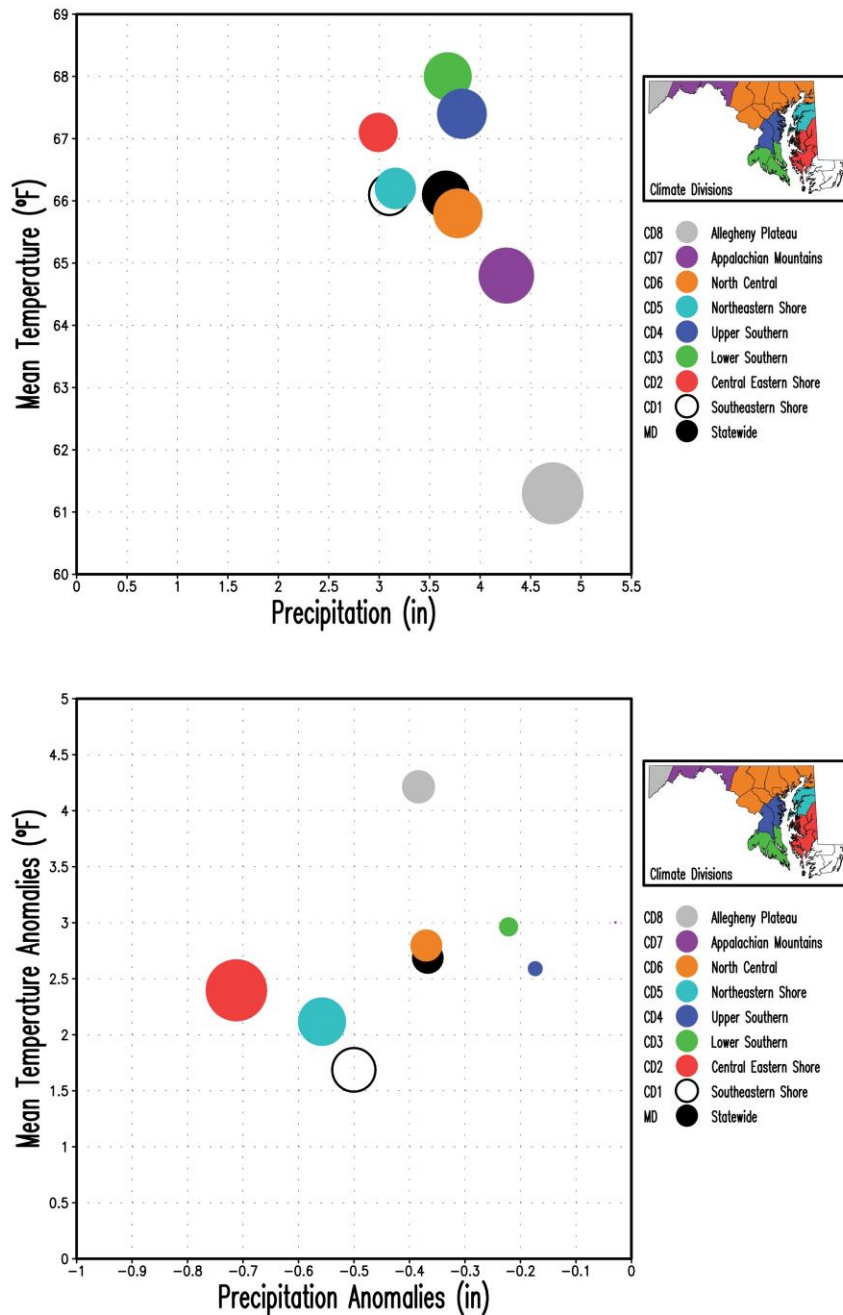 69
68
67
66
65
64
63
62
61
60
Mean Temperature (ºF)
0 0.5 1 1.5 2 2.5 3 3.5 4 4.5 5 5.5
Precipitation (in)
Climate Divisions
CD8 Allegheny Plateau
CD7 Appalachian Mountains
CD6 North Central
CD5 Northeastern Shore
CD4 Upper Southern
CD3 Lower Southern
CD2 Central Eastern Shore
CD1 Southeastern Shore
MD Statewide
5
4.5
4
3.5
3
2.5
2
1.5
1
0.5
0
Mean Temperature Anomalies (ºF)
-1 -0.9 -0.8 -0.7 -0.6 -0.5 -0.4 -0.3 -0.2 -0.1 0
Precipitation Anomalies (in)
Climate Divisions
CD8 Allegheny Plateau
CD7 Appalachian Mountains
CD6 North Central
CD5 Northeastern Shore
CD4 Upper Southern
CD3 Lower Southern
CD2 Central Eastern Shore
CD1 Southeastern Shore
MD Statewide